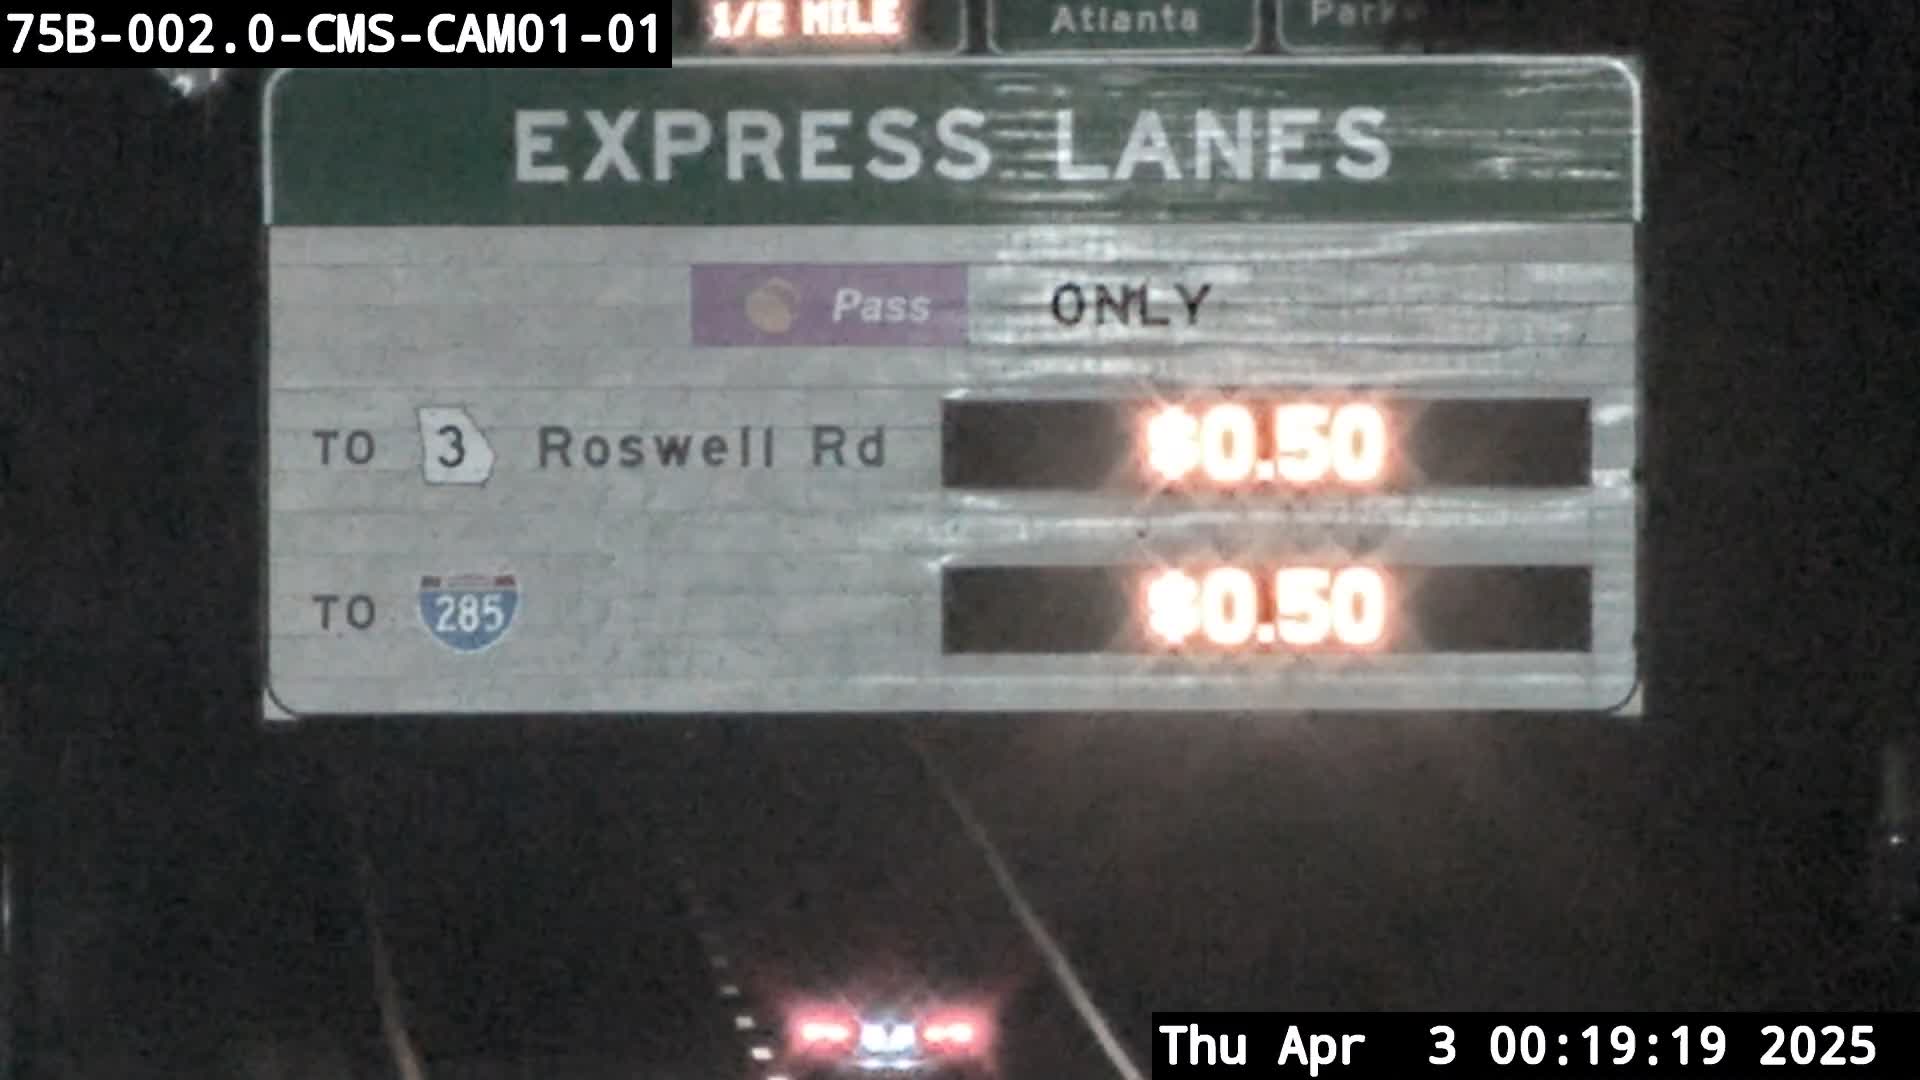 75B-002.0-CMS-CAM01-01
1/2 MILE
Atlanta
EXPRESS LANES
Pass ONLY
TO 3 Roswell Rd $0.50
TO 285 $0.50
Thu Apr 3 00:19:19 2025